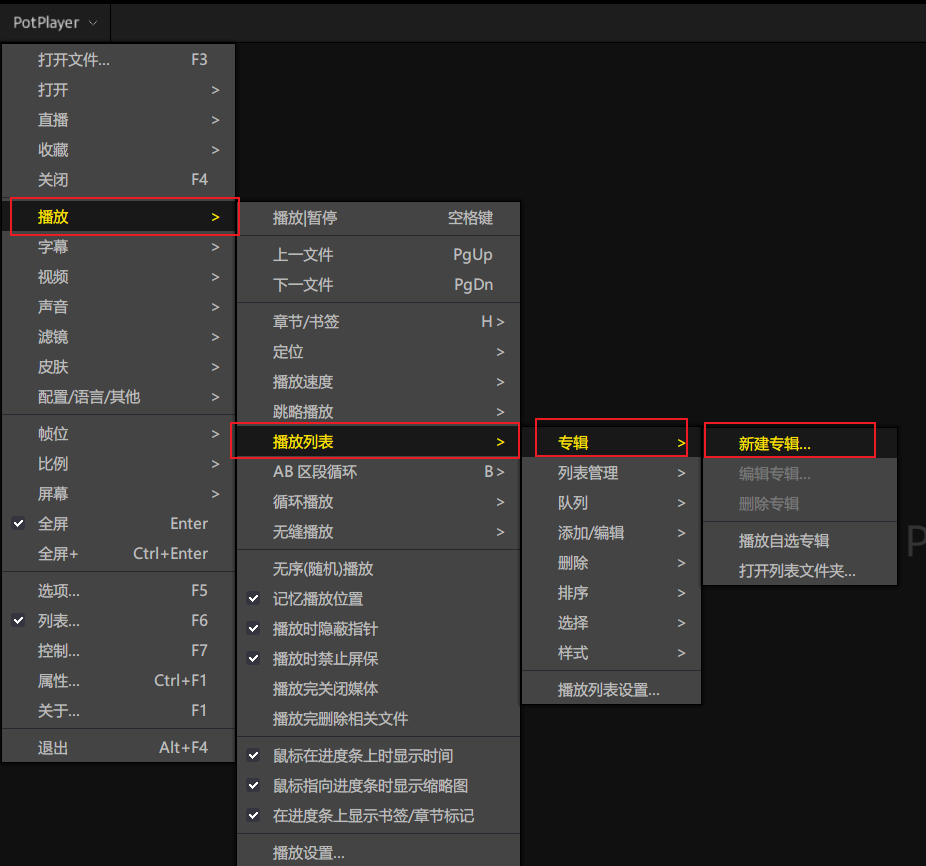 PotPlayer
打开文件... F3
打开 >
直播 >
收藏 >
关闭 F4
播放 >
字幕 >
视频 >
声音 >
滤镜 >
皮肤 >
配置/语言/其他 >
帧位 >
比例 >
屏幕 >
全屏 Enter
全屏+ Ctrl+Enter
选项... F5
列表... F6
控制... F7
属性... Ctrl+F1
关于... F1
退出 Alt+F4
播放|暂停 空格键
上一文件 PgUp
下一文件 PgDn
章节/书签 H >
定位 >
播放速度 >
跳略播放 >
播放列表 >
AB 区段循环 B >
循环播放 >
无缝播放 >
无序(随机)播放
记忆播放位置
播放时隐蔽指针
播放时禁止屏保
播放完关闭媒体
播放完删除相关文件
鼠标在进度条上时显示时间
鼠标指向进度条时显示缩略图
在进度条上显示书签/章节标记
播放设置...
专辑 >
列表管理 >
队列 >
添加/编辑 >
删除 >
排序 >
选择 >
样式 >
播放列表设置...
新建专辑...
编辑专辑...
删除专辑
播放自选专辑
打开列表文件夹...
P